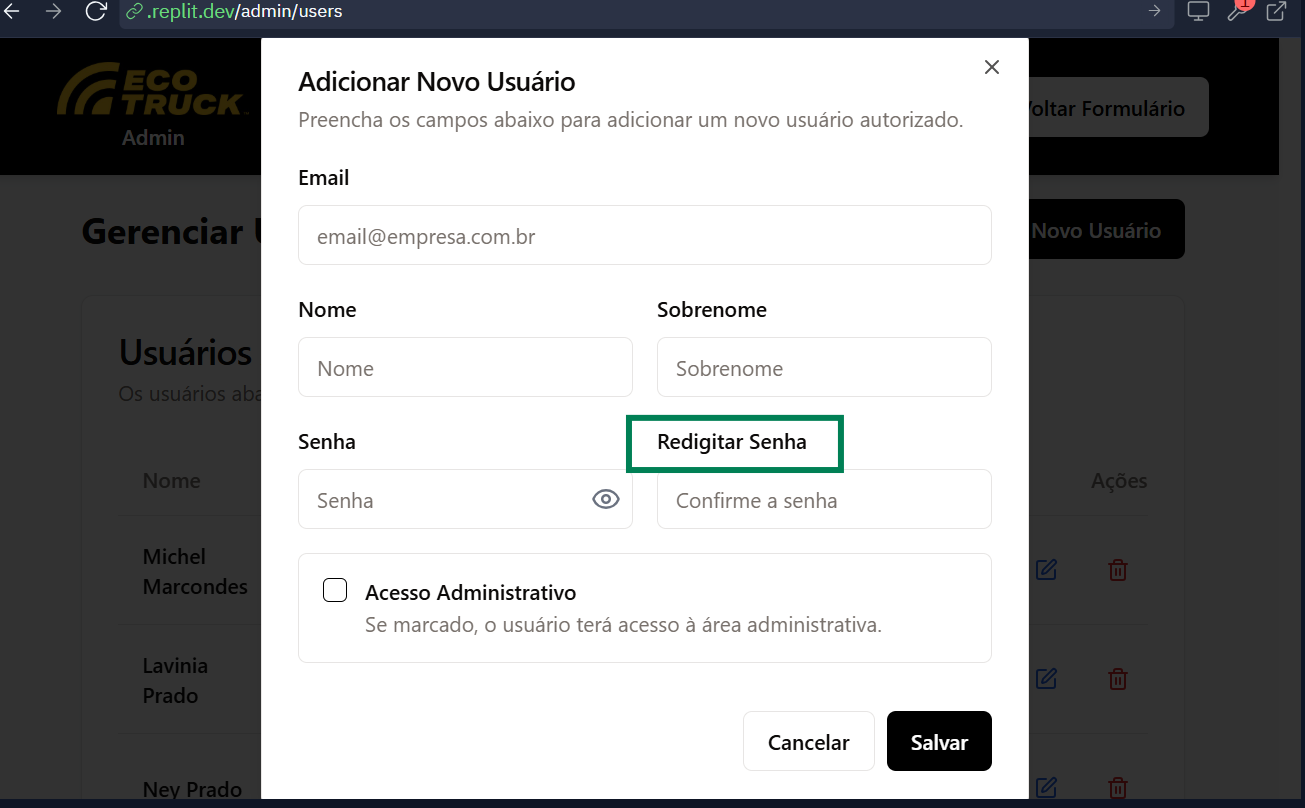 .replit.dev/admin/users
1
ECO
TRUCK
Admin
Voltar Formulário
Gerenciar
Novo Usuário
Usuários
Os usuários
Nome
Ações
Michel
Marcondes
Lavinia
Prado
Ney Prado
Adicionar Novo Usuário
Preencha os campos abaixo para adicionar um novo usuário autorizado.
Email
email@empresa.com.br
Nome
Sobrenome
Nome
Sobrenome
Senha
Redigitar Senha
Senha
Confirme a senha
Acesso Administrativo
Se marcado, o usuário terá acesso à área administrativa.
Cancelar
Salvar